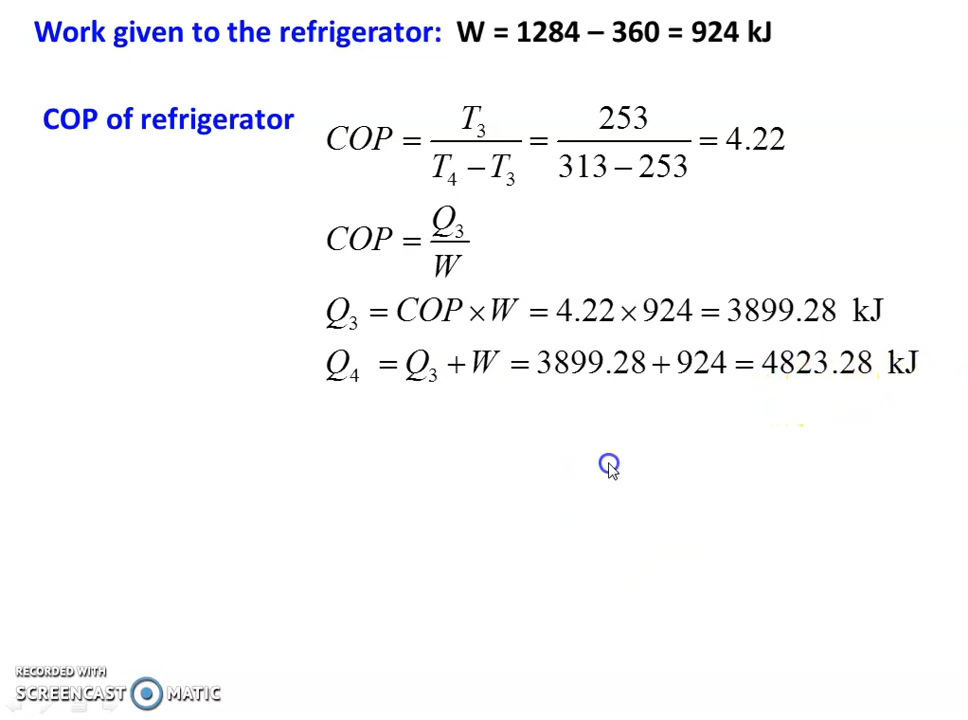 Work given to the refrigerator: W = 1284 – 360 = 924 kJ
COP of refrigerator
COP = T₃ / (T₄ − T₃) = 253 / (313 − 253) = 4.22
COP = Q₃ / W
Q₃ = COP × W = 4.22 × 924 = 3899.28 kJ
Q₄ = Q₃ + W = 3899.28 + 924 = 4823.28 kJ
RECORDED WITH
SCREENCAST MATIC